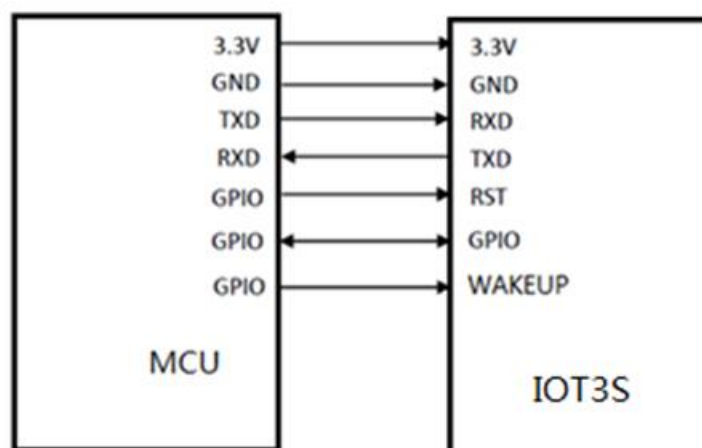 3.3V 3.3V
GND GND
TXD RXD
RXD TXD
GPIO RST
GPIO GPIO
GPIO WAKEUP
MCU
IOT3S